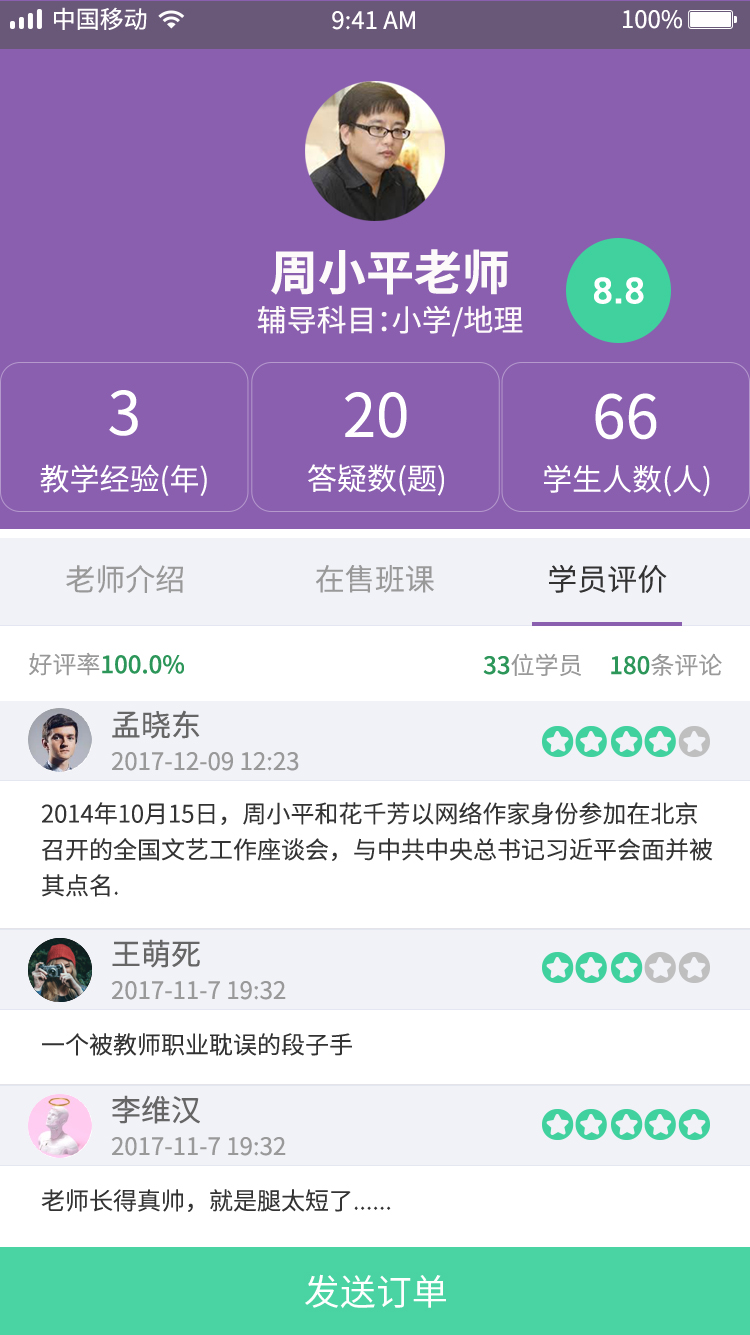 中国移动 9:41 AM 100%
周小平老师
8.8
辅导科目:小学/地理
3 20 66
教学经验(年) 答疑数(题) 学生人数(人)
老师介绍 在售班课 学员评价
好评率100.0% 33位学员 180条评论
孟晓东
2017-12-09 12:23
2014年10月15日，周小平和花千芳以网络作家身份参加在北京
召开的全国文艺工作座谈会，与中共中央总书记习近平会面并被
其点名.
王萌死
2017-11-7 19:32
一个被教师职业耽误的段子手
李维汉
2017-11-7 19:32
老师长得真帅，就是腿太短了......
发送订单